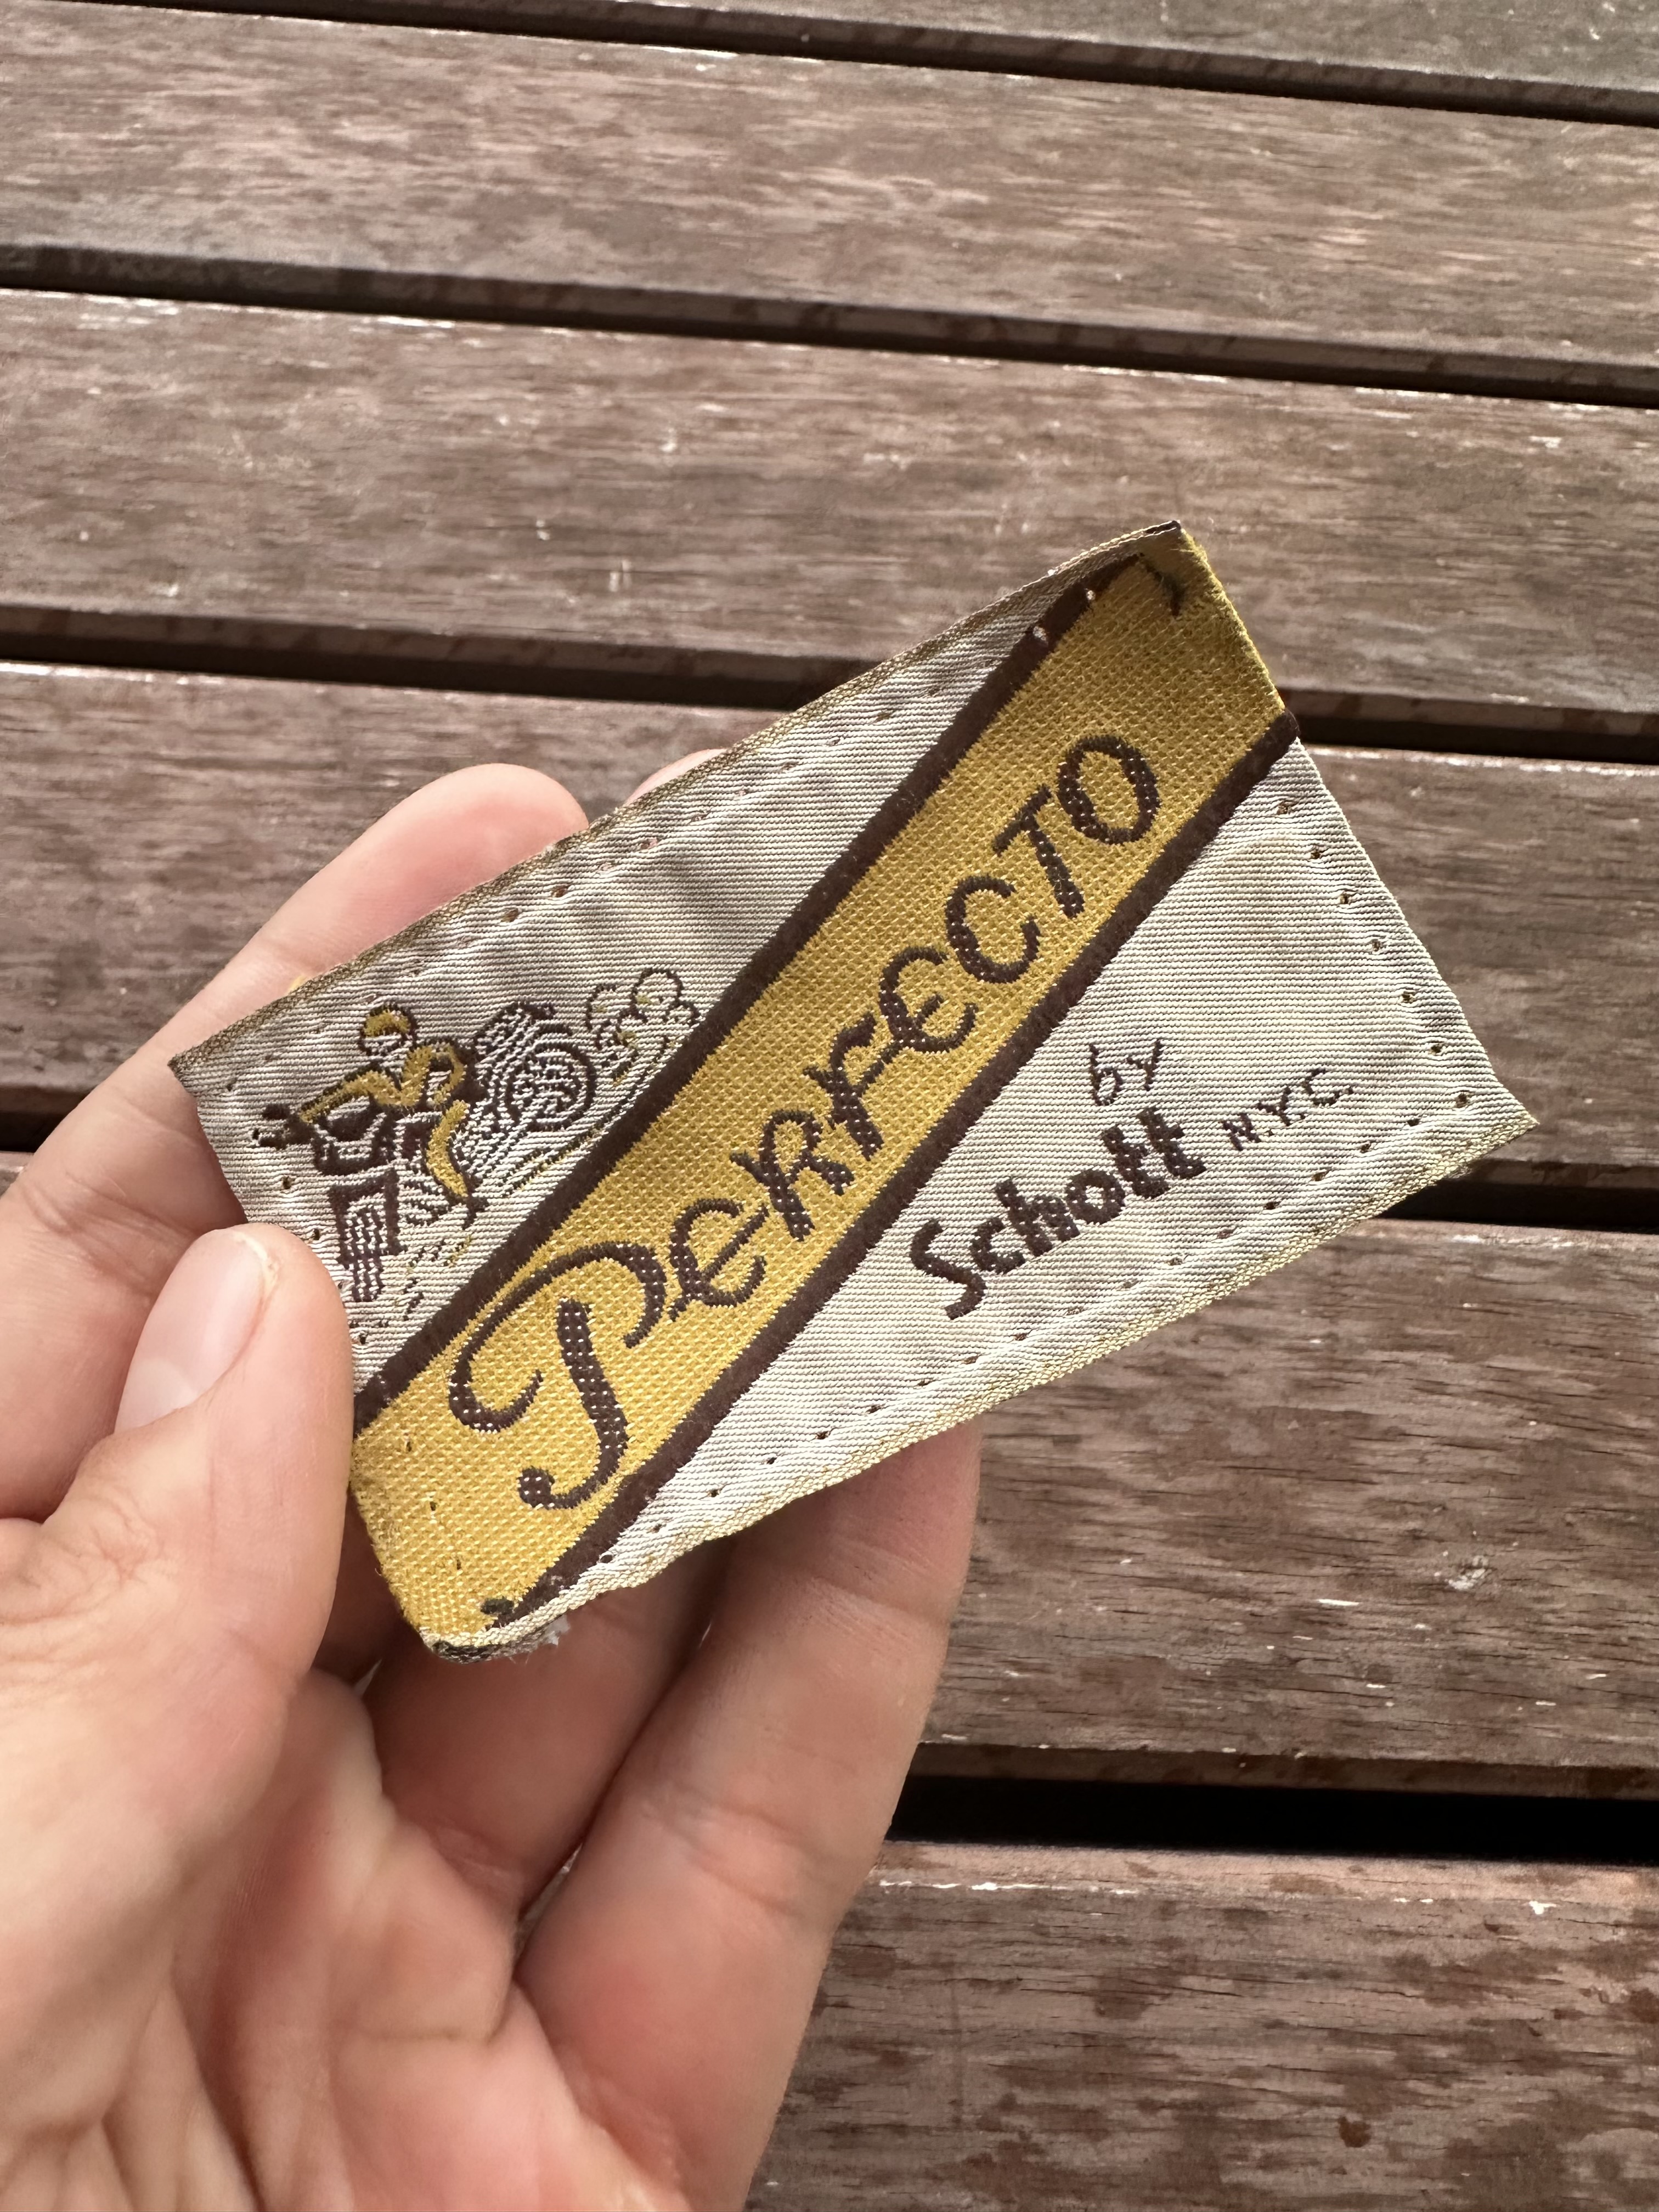 Perfecto
by
Schott N.Y.C.